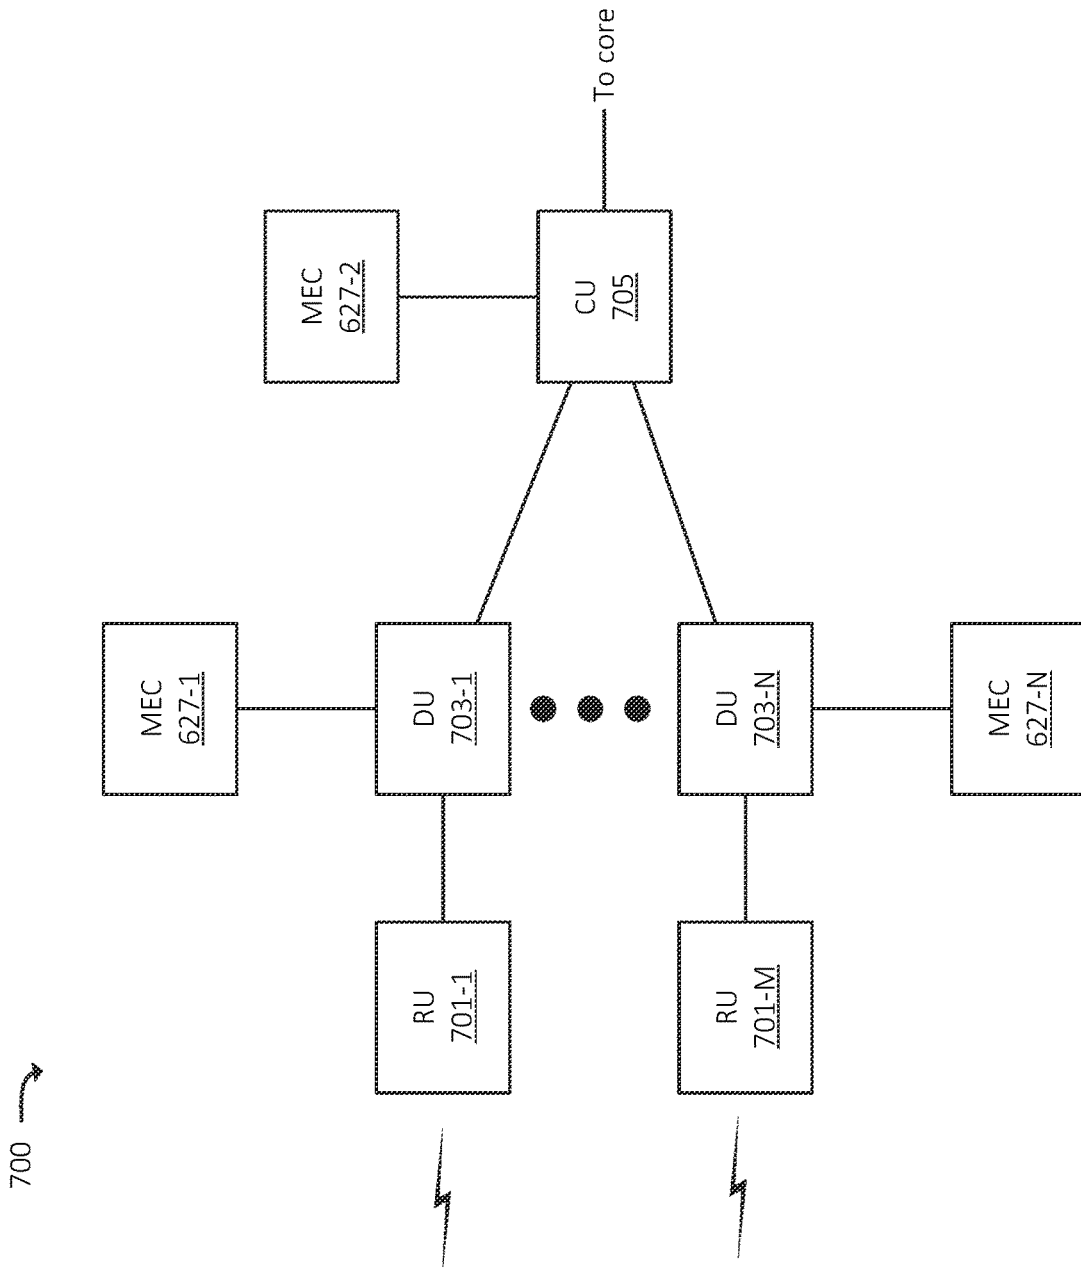 700
MEC
627-1
MEC
627-2
RU
701-1
DU
703-1
CU
705
To core
RU
701-M
DU
703-N
MEC
627-N